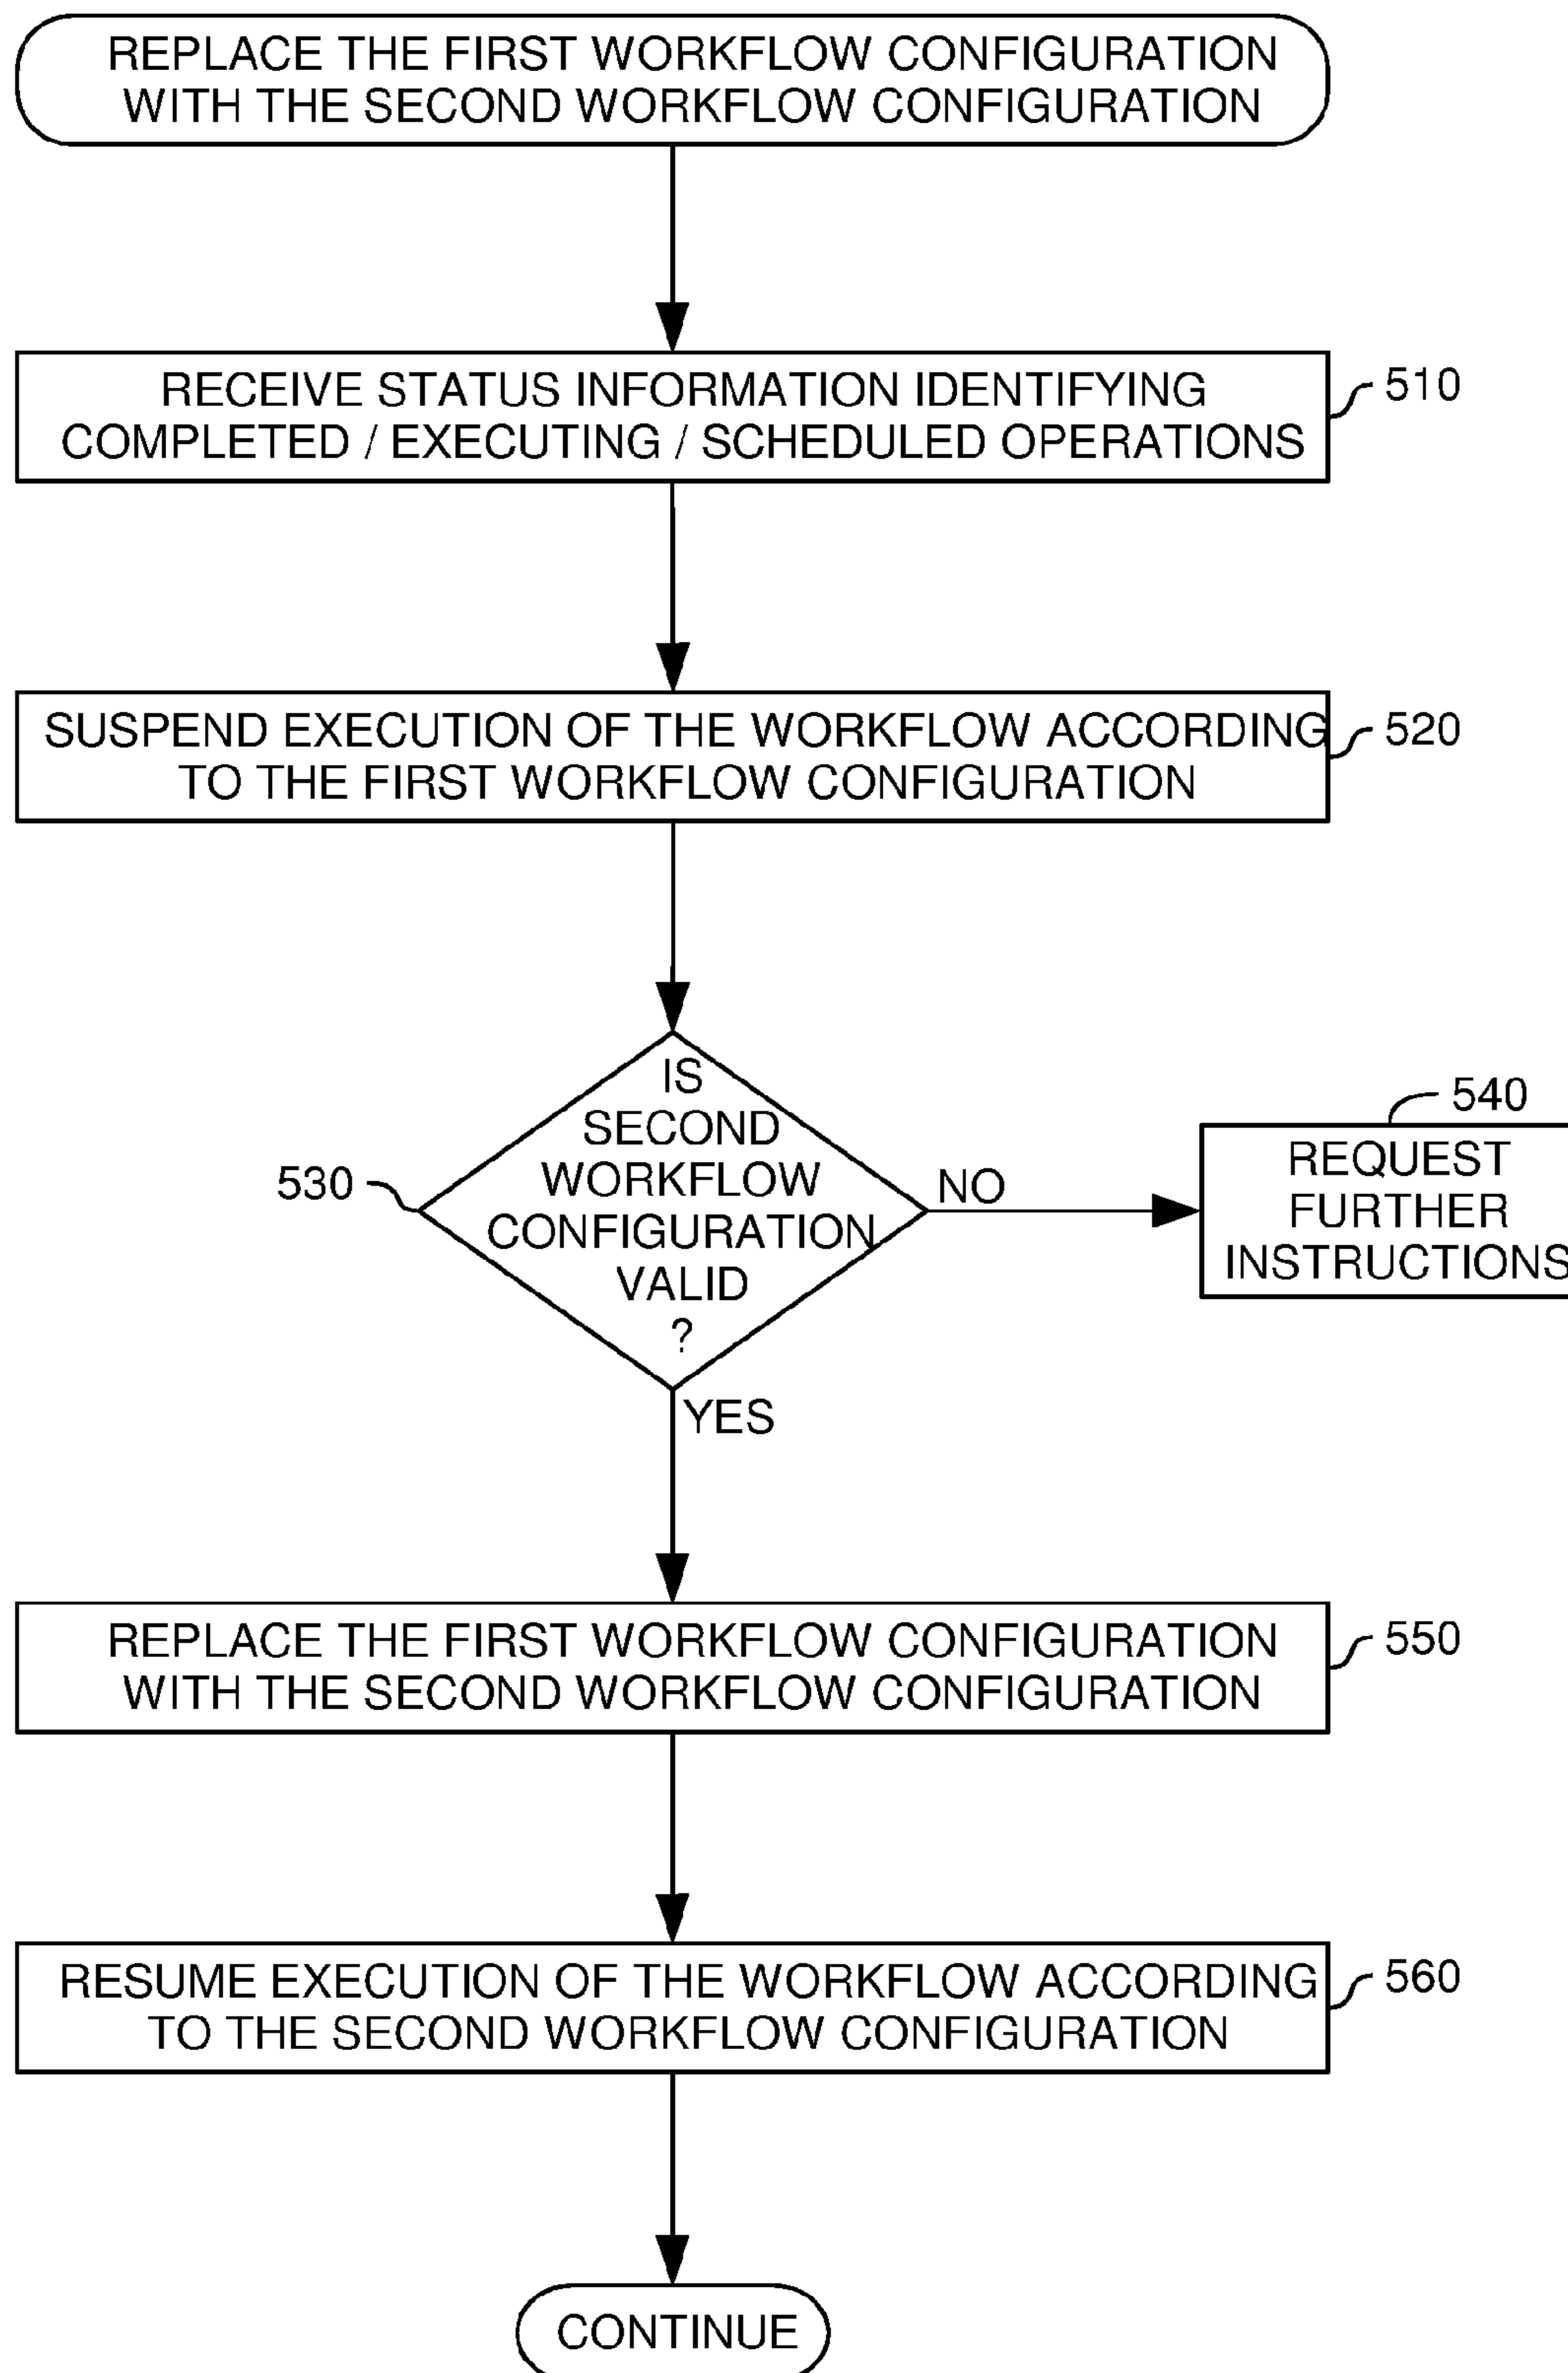 REPLACE THE FIRST WORKFLOW CONFIGURATION
WITH THE SECOND WORKFLOW CONFIGURATION
RECEIVE STATUS INFORMATION IDENTIFYING
COMPLETED / EXECUTING / SCHEDULED OPERATIONS
510
SUSPEND EXECUTION OF THE WORKFLOW ACCORDING
TO THE FIRST WORKFLOW CONFIGURATION
520
IS
SECOND
WORKFLOW
CONFIGURATION
VALID
?
530
NO
540
REQUEST
FURTHER
INSTRUCTIONS
YES
REPLACE THE FIRST WORKFLOW CONFIGURATION
WITH THE SECOND WORKFLOW CONFIGURATION
550
RESUME EXECUTION OF THE WORKFLOW ACCORDING
TO THE SECOND WORKFLOW CONFIGURATION
560
CONTINUE